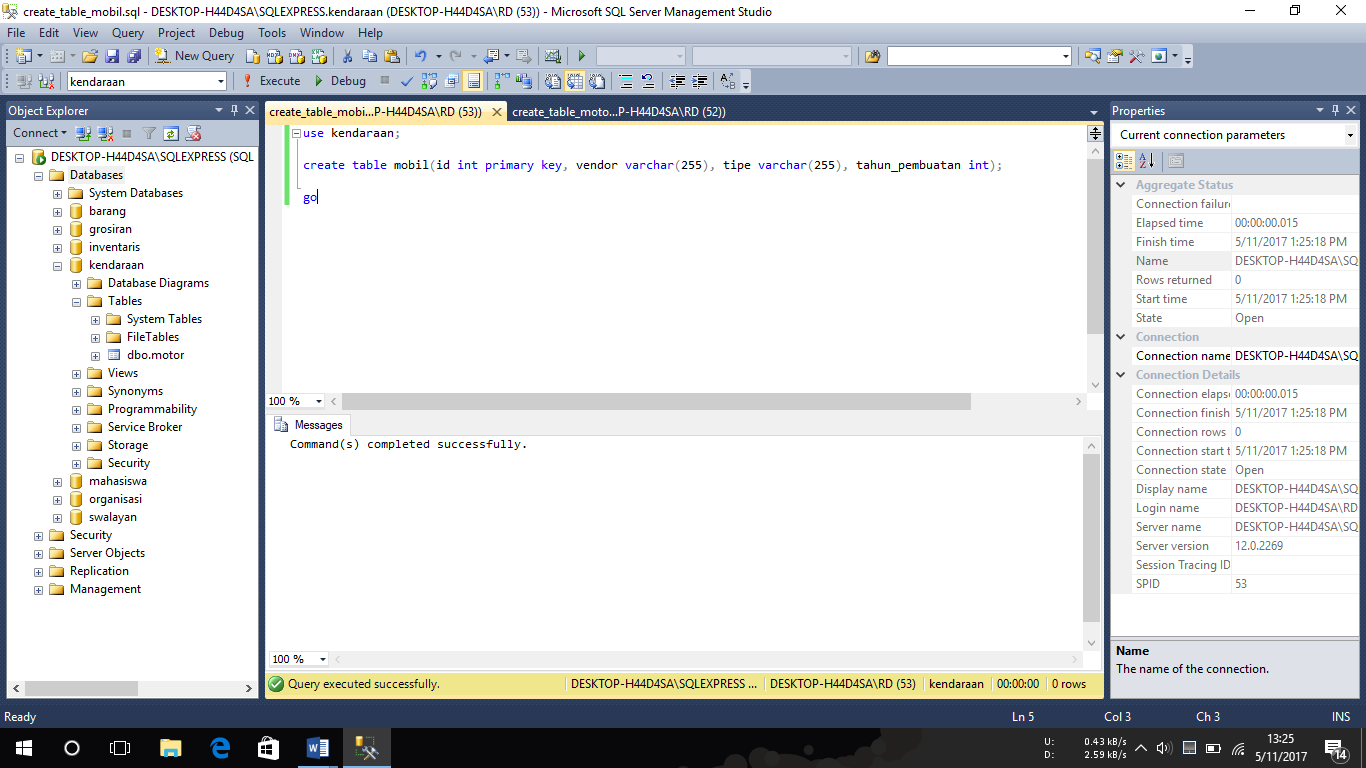 create_table_mobil.sql - DESKTOP-H44D4SA\SQLEXPRESS.kendaraan (DESKTOP-H44D4SA\RD (53)) - Microsoft SQL Server Management Studio
File Edit View Query Project Debug Tools Window Help
New Query
kendaraan Execute Debug
Object Explorer
Connect
DESKTOP-H44D4SA\SQLEXPRESS (SQL
Databases
System Databases
barang
grosiran
inventaris
kendaraan
Database Diagrams
Tables
System Tables
FileTables
dbo.motor
Views
Synonyms
Programmability
Service Broker
Storage
Security
mahasiswa
organisasi
swalayan
Security
Server Objects
Replication
Management
create_table_mobi...P-H44D4SA\RD (53)) create_table_moto...P-H44D4SA\RD (52))
use kendaraan;
create table mobil(id int primary key, vendor varchar(255), tipe varchar(255), tahun_pembuatan int);
go
100 %
Messages
Command(s) completed successfully.
100 %
Query executed successfully. DESKTOP-H44D4SA\SQLEXPRESS ... DESKTOP-H44D4SA\RD (53) kendaraan 00:00:00 0 rows
Properties
Current connection parameters
Aggregate Status
Connection failure
Elapsed time 00:00:00.015
Finish time 5/11/2017 1:25:18 PM
Name DESKTOP-H44D4SA\SQ
Rows returned 0
Start time 5/11/2017 1:25:18 PM
State Open
Connection
Connection name DESKTOP-H44D4SA\SQ
Connection Details
Connection elaps 00:00:00.015
Connection finish 5/11/2017 1:25:18 PM
Connection rows 0
Connection start t 5/11/2017 1:25:18 PM
Connection state Open
Display name DESKTOP-H44D4SA\SQ
Login name DESKTOP-H44D4SA\RD
Server name DESKTOP-H44D4SA\SQ
Server version 12.0.2269
Session Tracing ID
SPID 53
Name
The name of the connection.
Ready Ln 5 Col 3 Ch 3 INS
U: 0.43 kB/s
D: 2.59 kB/s
13:25
5/11/2017
14